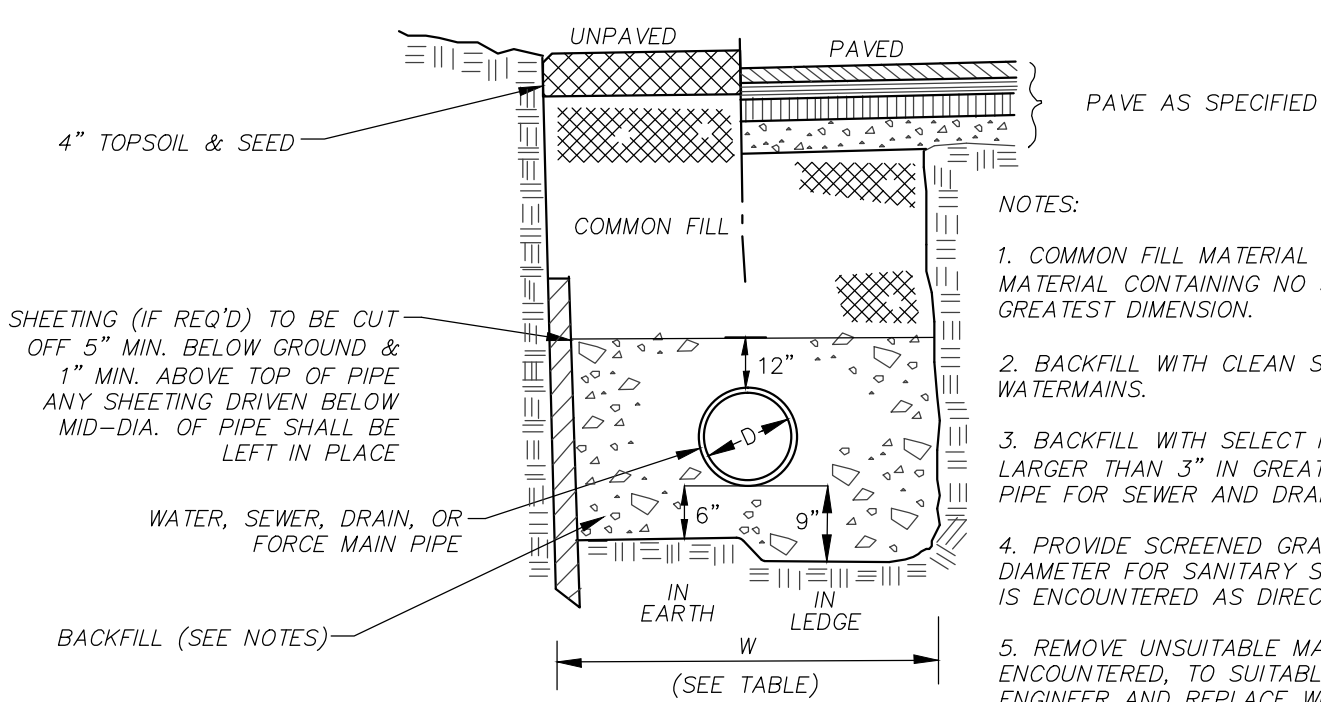 UNPAVED
PAVED
PAVE AS SPECIFIED
4” TOPSOIL & SEED
COMMON FILL
SHEETING (IF REQ’D) TO BE CUT
OFF 5” MIN. BELOW GROUND &
1” MIN. ABOVE TOP OF PIPE
ANY SHEETING DRIVEN BELOW
MID-DIA. OF PIPE SHALL BE
LEFT IN PLACE
12”
D
WATER, SEWER, DRAIN, OR
FORCE MAIN PIPE
6”
9”
BACKFILL (SEE NOTES)
IN
EARTH
IN
LEDGE
W
(SEE TABLE)
NOTES:
1. COMMON FILL MATERIAL
MATERIAL CONTAINING NO
GREATEST DIMENSION.
2. BACKFILL WITH CLEAN
WATERMAINS.
3. BACKFILL WITH SELECT
LARGER THAN 3” IN GREAT
PIPE FOR SEWER AND DRA
4. PROVIDE SCREENED GRA
DIAMETER FOR SANITARY S
IS ENCOUNTERED AS DIREC
5. REMOVE UNSUITABLE MA
ENCOUNTERED, TO SUITABL
ENGINEER AND REPLACE W